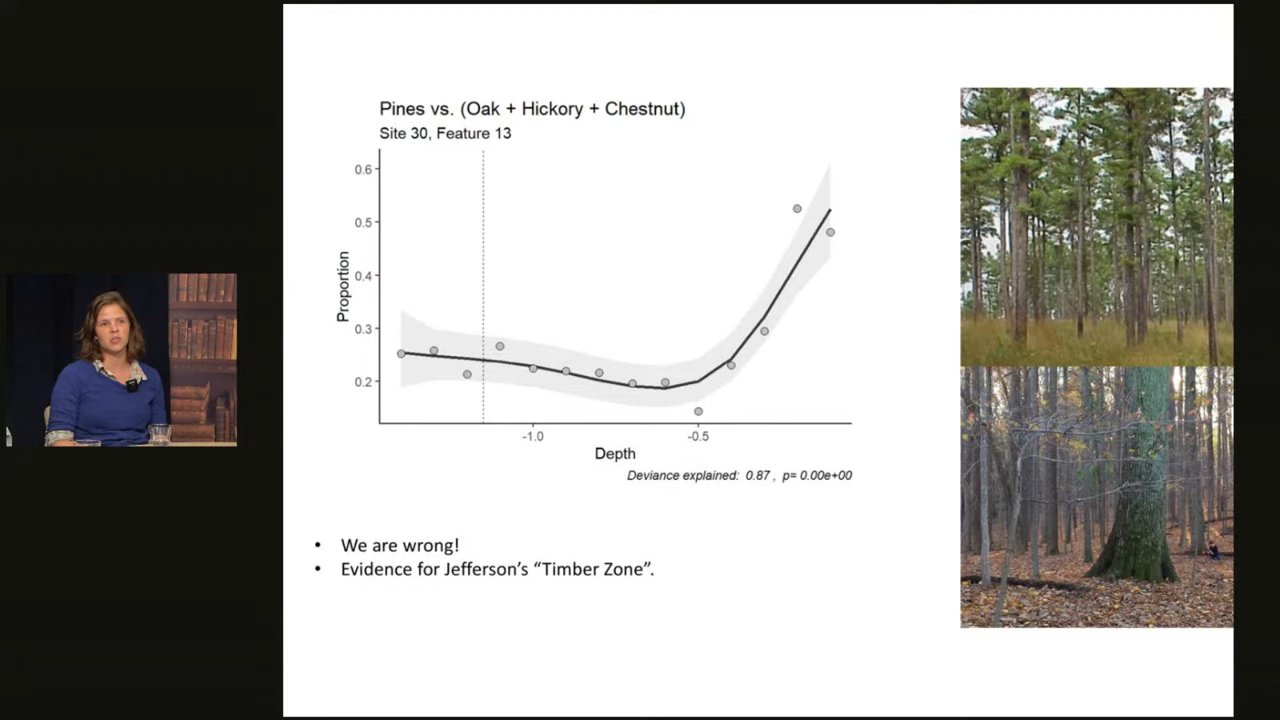 Pines vs. (Oak + Hickory + Chestnut)
Site 30, Feature 13
0.6
0.5
0.4
0.3
0.2
Proportion
-1.0
-0.5
Depth
Deviance explained: 0.87 , p= 0.00e+00
• We are wrong!
• Evidence for Jefferson's “Timber Zone”.